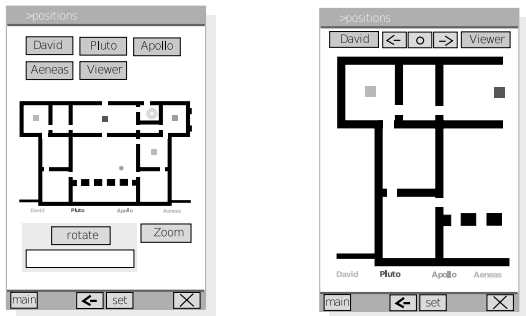 >positions
David Pluto Apollo
Aeneas Viewer
David Pluto Apollo Aeneas
rotate Zoom
main <- set X
>positions
David <- o -> Viewer
David Pluto Apollo Aeneas
main <- set X